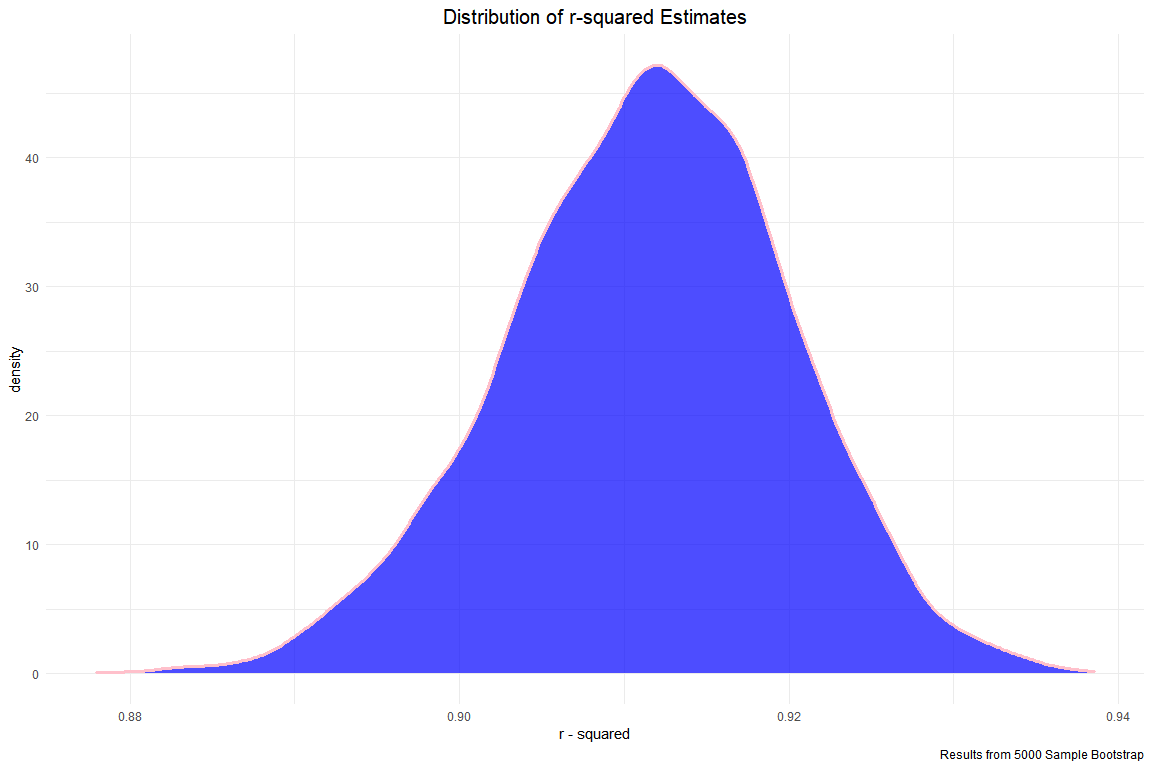 Distribution of r-squared Estimates
density
40
30
20
10
0
0.88
0.90
0.92
0.94
r - squared
Results from 5000 Sample Bootstrap